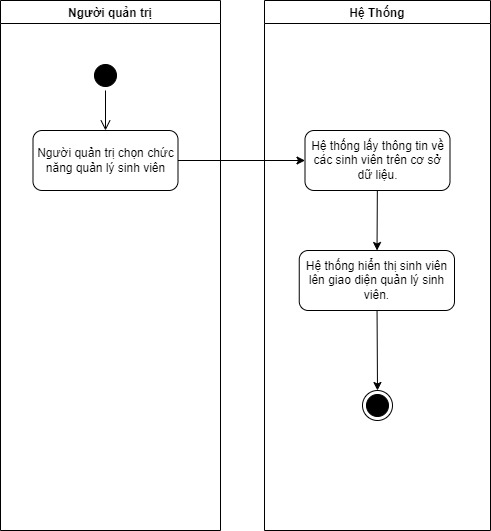 Người quản trị
Hệ Thống
Người quản trị chọn chức
năng quản lý sinh viên
Hệ thống lấy thông tin về
các sinh viên trên cơ sở
dữ liệu.
Hệ thống hiển thị sinh viên
lên giao diện quản lý sinh
viên.